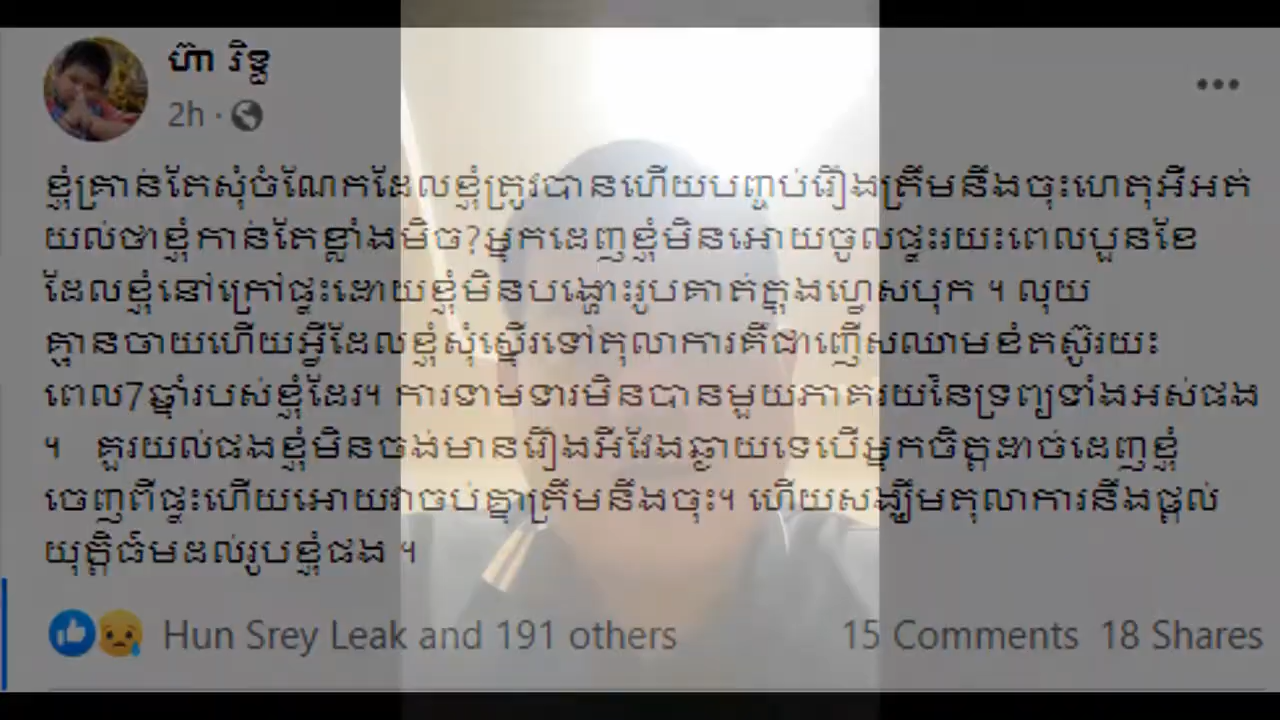 ហ៊ា រិទ្ធ
2h ·
ខ្ញុំគ្រាន់តែសុំចំណែកដែលខ្ញុំត្រូវបានហើយបញ្ចប់រឿងត្រឹមនឹងចុះហេតុអីអត់
យល់ថាខ្ញុំកាន់តែខ្លាំងមិច?អ្នកដេញខ្ញុំមិនអោយចូលផ្ទះរយះពេលបួនខែ
ដែលខ្ញុំនៅក្រៅផ្ទះដោយខ្ញុំមិនបង្ហោះរូបគាត់ក្នុងហ្វេសបុក ។ លុយ
គ្មានចាយហើយអ្វីដែលខ្ញុំសុំស្នើរទៅតុលាការគឺជាញើសឈាមខំតស៊ូរយះ
ពេល7ឆ្នាំរបស់ខ្ញុំដែរ។ ការទាមទារមិនបានមួយភាគរយនៃទ្រព្យទាំងអស់ផង
។ គួរយល់ផងខ្ញុំមិនចង់មានរឿងអីវែងឆ្ងាយទេបើអ្នកចិត្តដាច់ដេញខ្ញុំ
ចេញពីផ្ទះហើយអោយវាចប់គ្នាត្រឹមនឹងចុះ។ ហើយសង្ឃឹមតុលាការនឹងផ្តល់
យុត្តិធំមដល់រូបខ្ញុំផង ។
Hun Srey Leak and 191 others 15 Comments 18 Shares